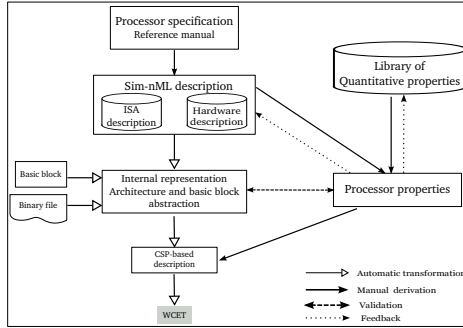 Processor specification
Reference manual
Library of
Quantitative properties
Sim-nML description
ISA
description
Hardware
description
Basic block
Binary file
Internal representation
Architecture and basic block
abstraction
Processor properties
CSP-based
description
WCET
Automatic transformation
Manual derivation
Validation
Feedback